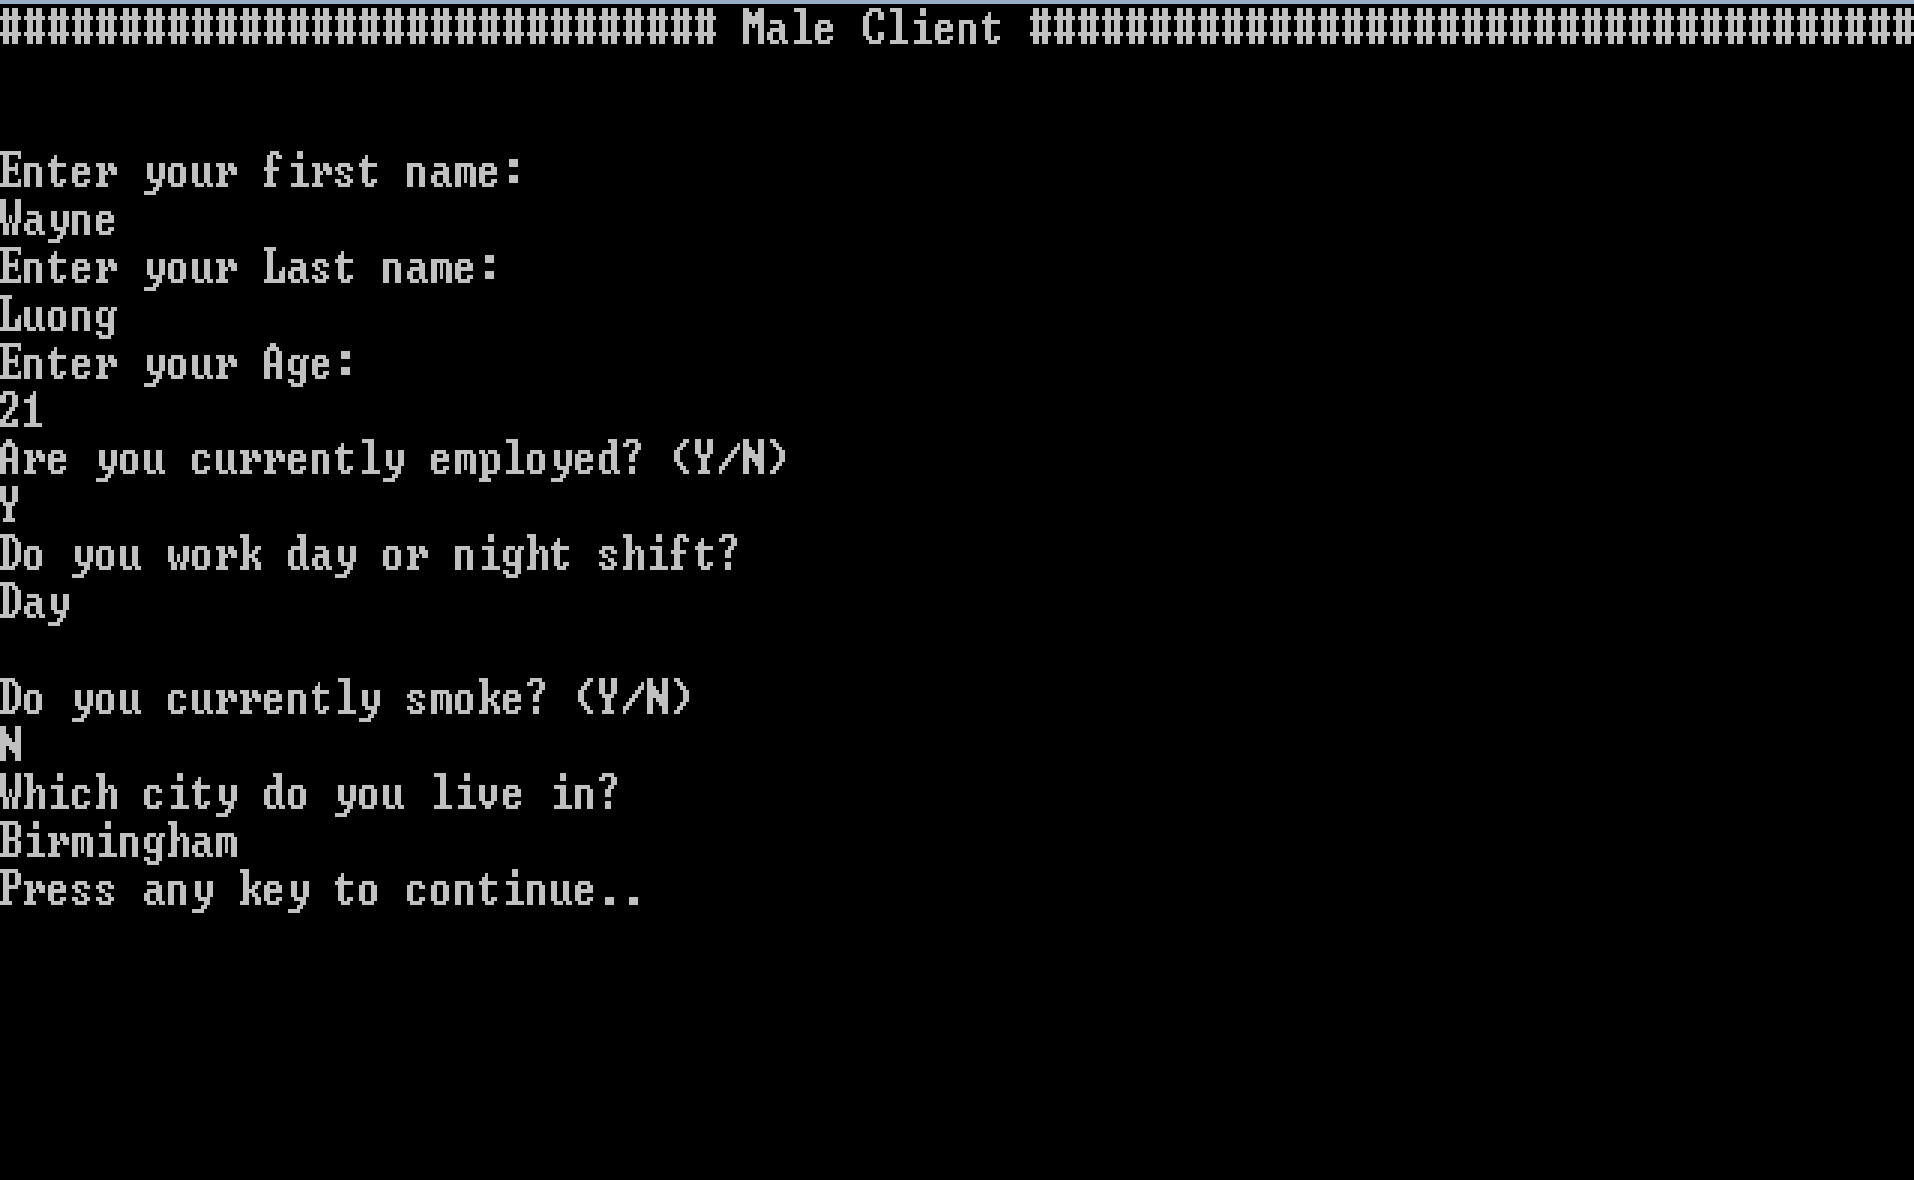 ############################## Male Client #####################################
Enter your first name:
Wayne
Enter your Last name:
Luong
Enter your Age:
21
Are you currently employed? (Y/N)
Y
Do you work day or night shift?
Day
Do you currently smoke? (Y/N)
N
Which city do you live in?
Birmingham
Press any key to continue..